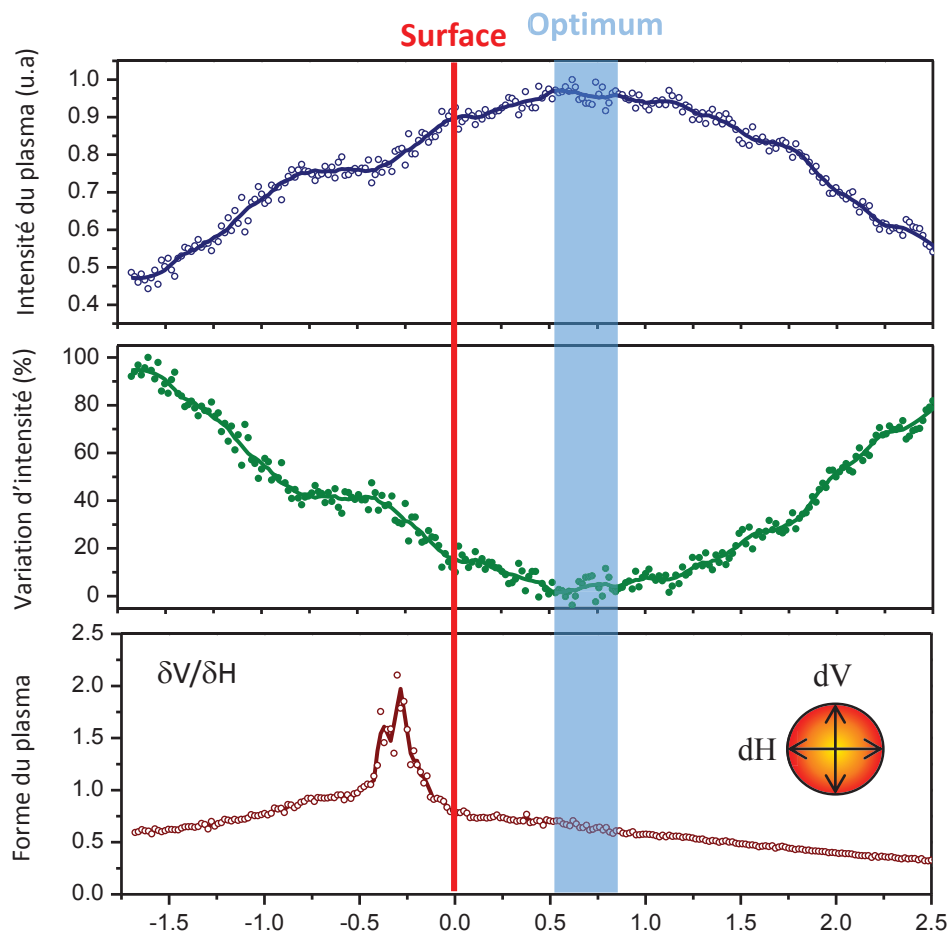 Surface
Optimum
Intensité du plasma (u.a)
1.0
0.9
0.8
0.7
0.6
0.5
0.4
Variation d'intensité (%)
100
80
60
40
20
0
Forme du plasma
2.5
2.0
1.5
1.0
0.5
0.0
δV/δH
dV
dH
-1.5 -1.0 -0.5 0.0 0.5 1.0 1.5 2.0 2.5